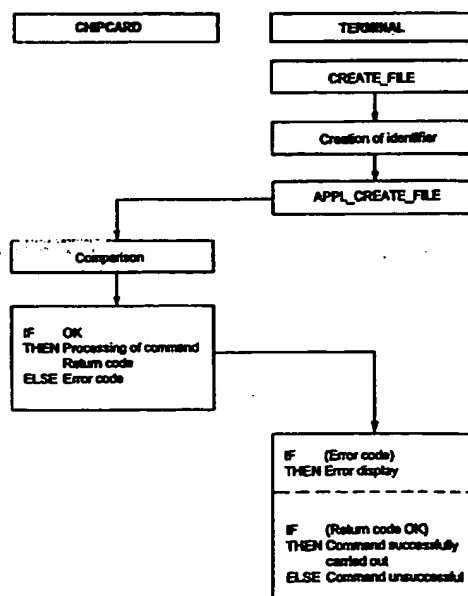 CHIPCARD
TERMINAL
CREATE_FILE
Creation of identifier
APPL_CREATE_FILE
Comparison
IF OK
THEN Processing of command
Return code
ELSE Error code
IF (Error code)
THEN Error display
IF (Return code OK)
THEN Command successfully
carried out
ELSE Command unsuccessful